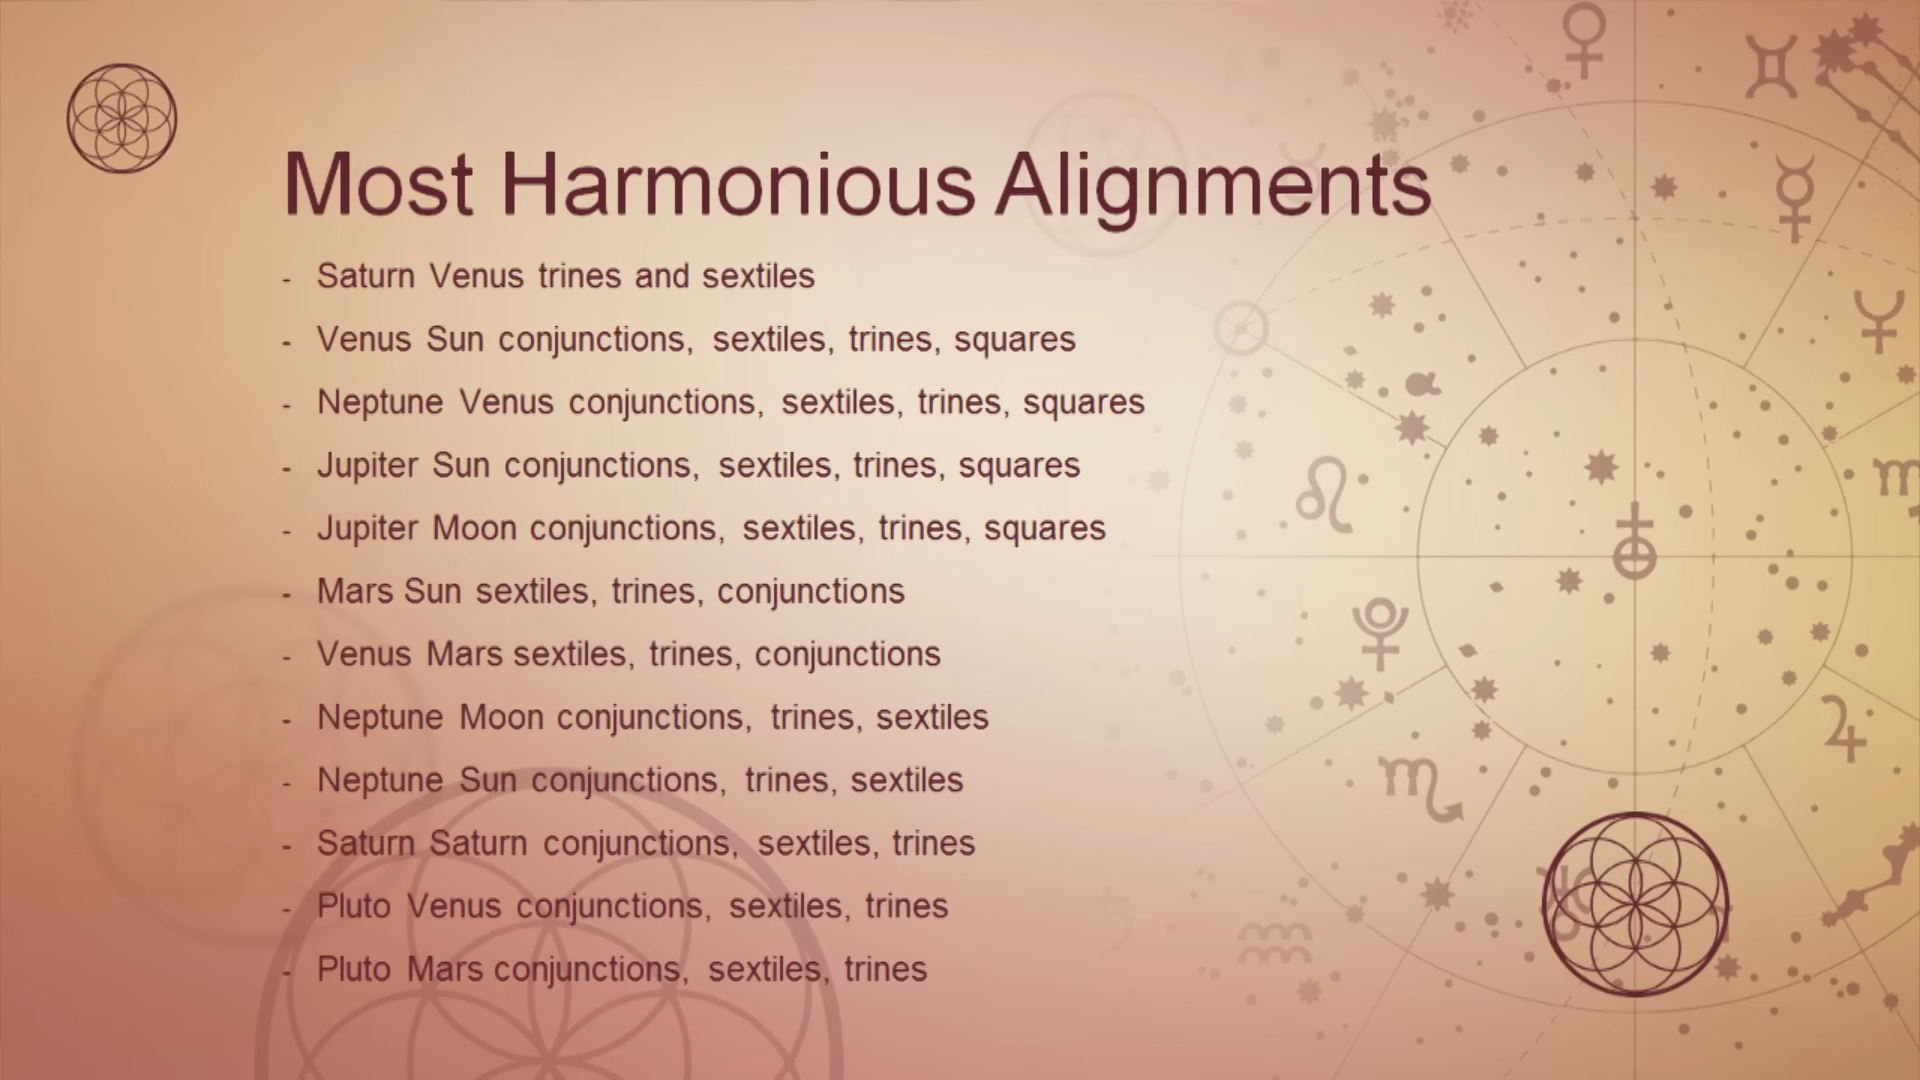 Most Harmonious Alignments
- Saturn Venus trines and sextiles
- Venus Sun conjunctions, sextiles, trines, squares
- Neptune Venus conjunctions, sextiles, trines, squares
- Jupiter Sun conjunctions, sextiles, trines, squares
- Jupiter Moon conjunctions, sextiles, trines, squares
- Mars Sun sextiles, trines, conjunctions
- Venus Mars sextiles, trines, conjunctions
- Neptune Moon conjunctions, trines, sextiles
- Neptune Sun conjunctions, trines, sextiles
- Saturn Saturn conjunctions, sextiles, trines
- Pluto Venus conjunctions, sextiles, trines
- Pluto Mars conjunctions, sextiles, trines